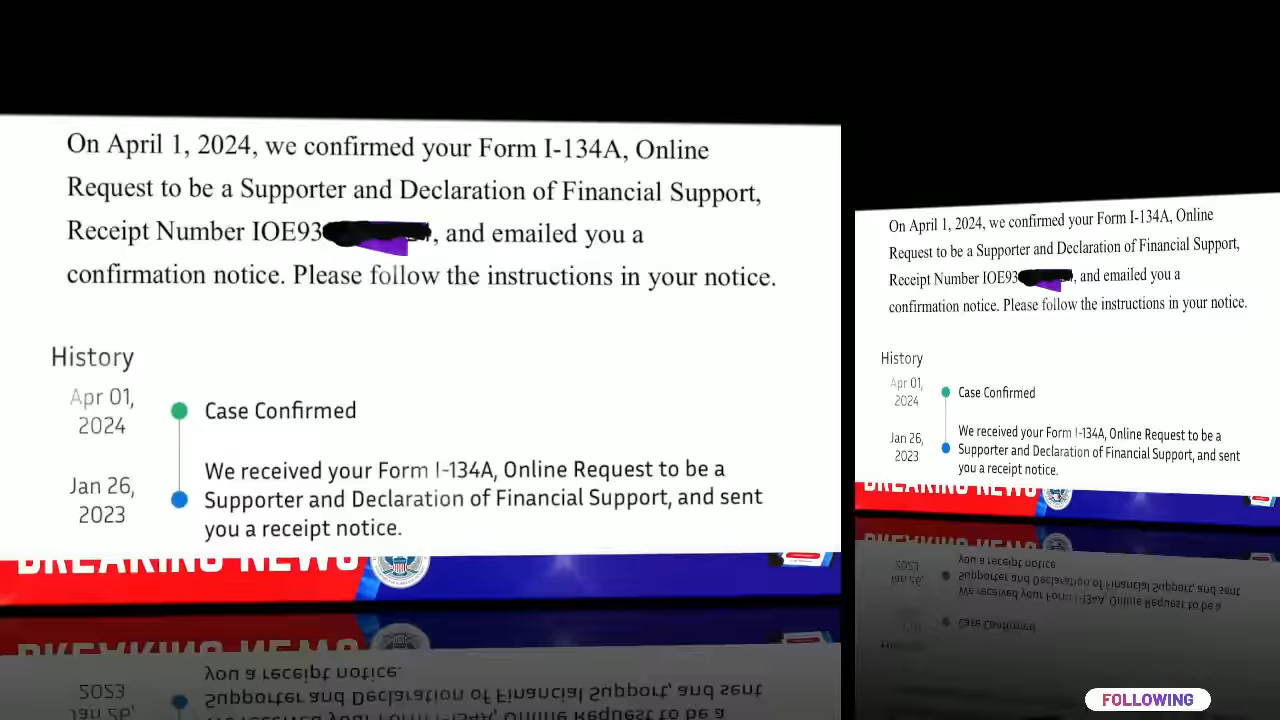 On April 1, 2024, we confirmed your Form I-134A, Online
Request to be a Supporter and Declaration of Financial Support,
Receipt Number IOE93 , and emailed you a
confirmation notice. Please follow the instructions in your notice.
History
Apr 01,
2024
Case Confirmed
Jan 26,
2023
We received your Form I-134A, Online Request to be a
Supporter and Declaration of Financial Support, and sent
you a receipt notice.
BREAKING NEWS
On April 1, 2024, we confirmed your Form I-134A, Online
Request to be a Supporter and Declaration of Financial Support,
Receipt Number IOE93 , and emailed you a
confirmation notice. Please follow the instructions in your notice.
History
Apr 01,
2024
Case Confirmed
Jan 26,
2023
We received your Form I-134A, Online Request to be a
Supporter and Declaration of Financial Support, and sent
you a receipt notice.
BREAKING NEWS
FOLLOWING